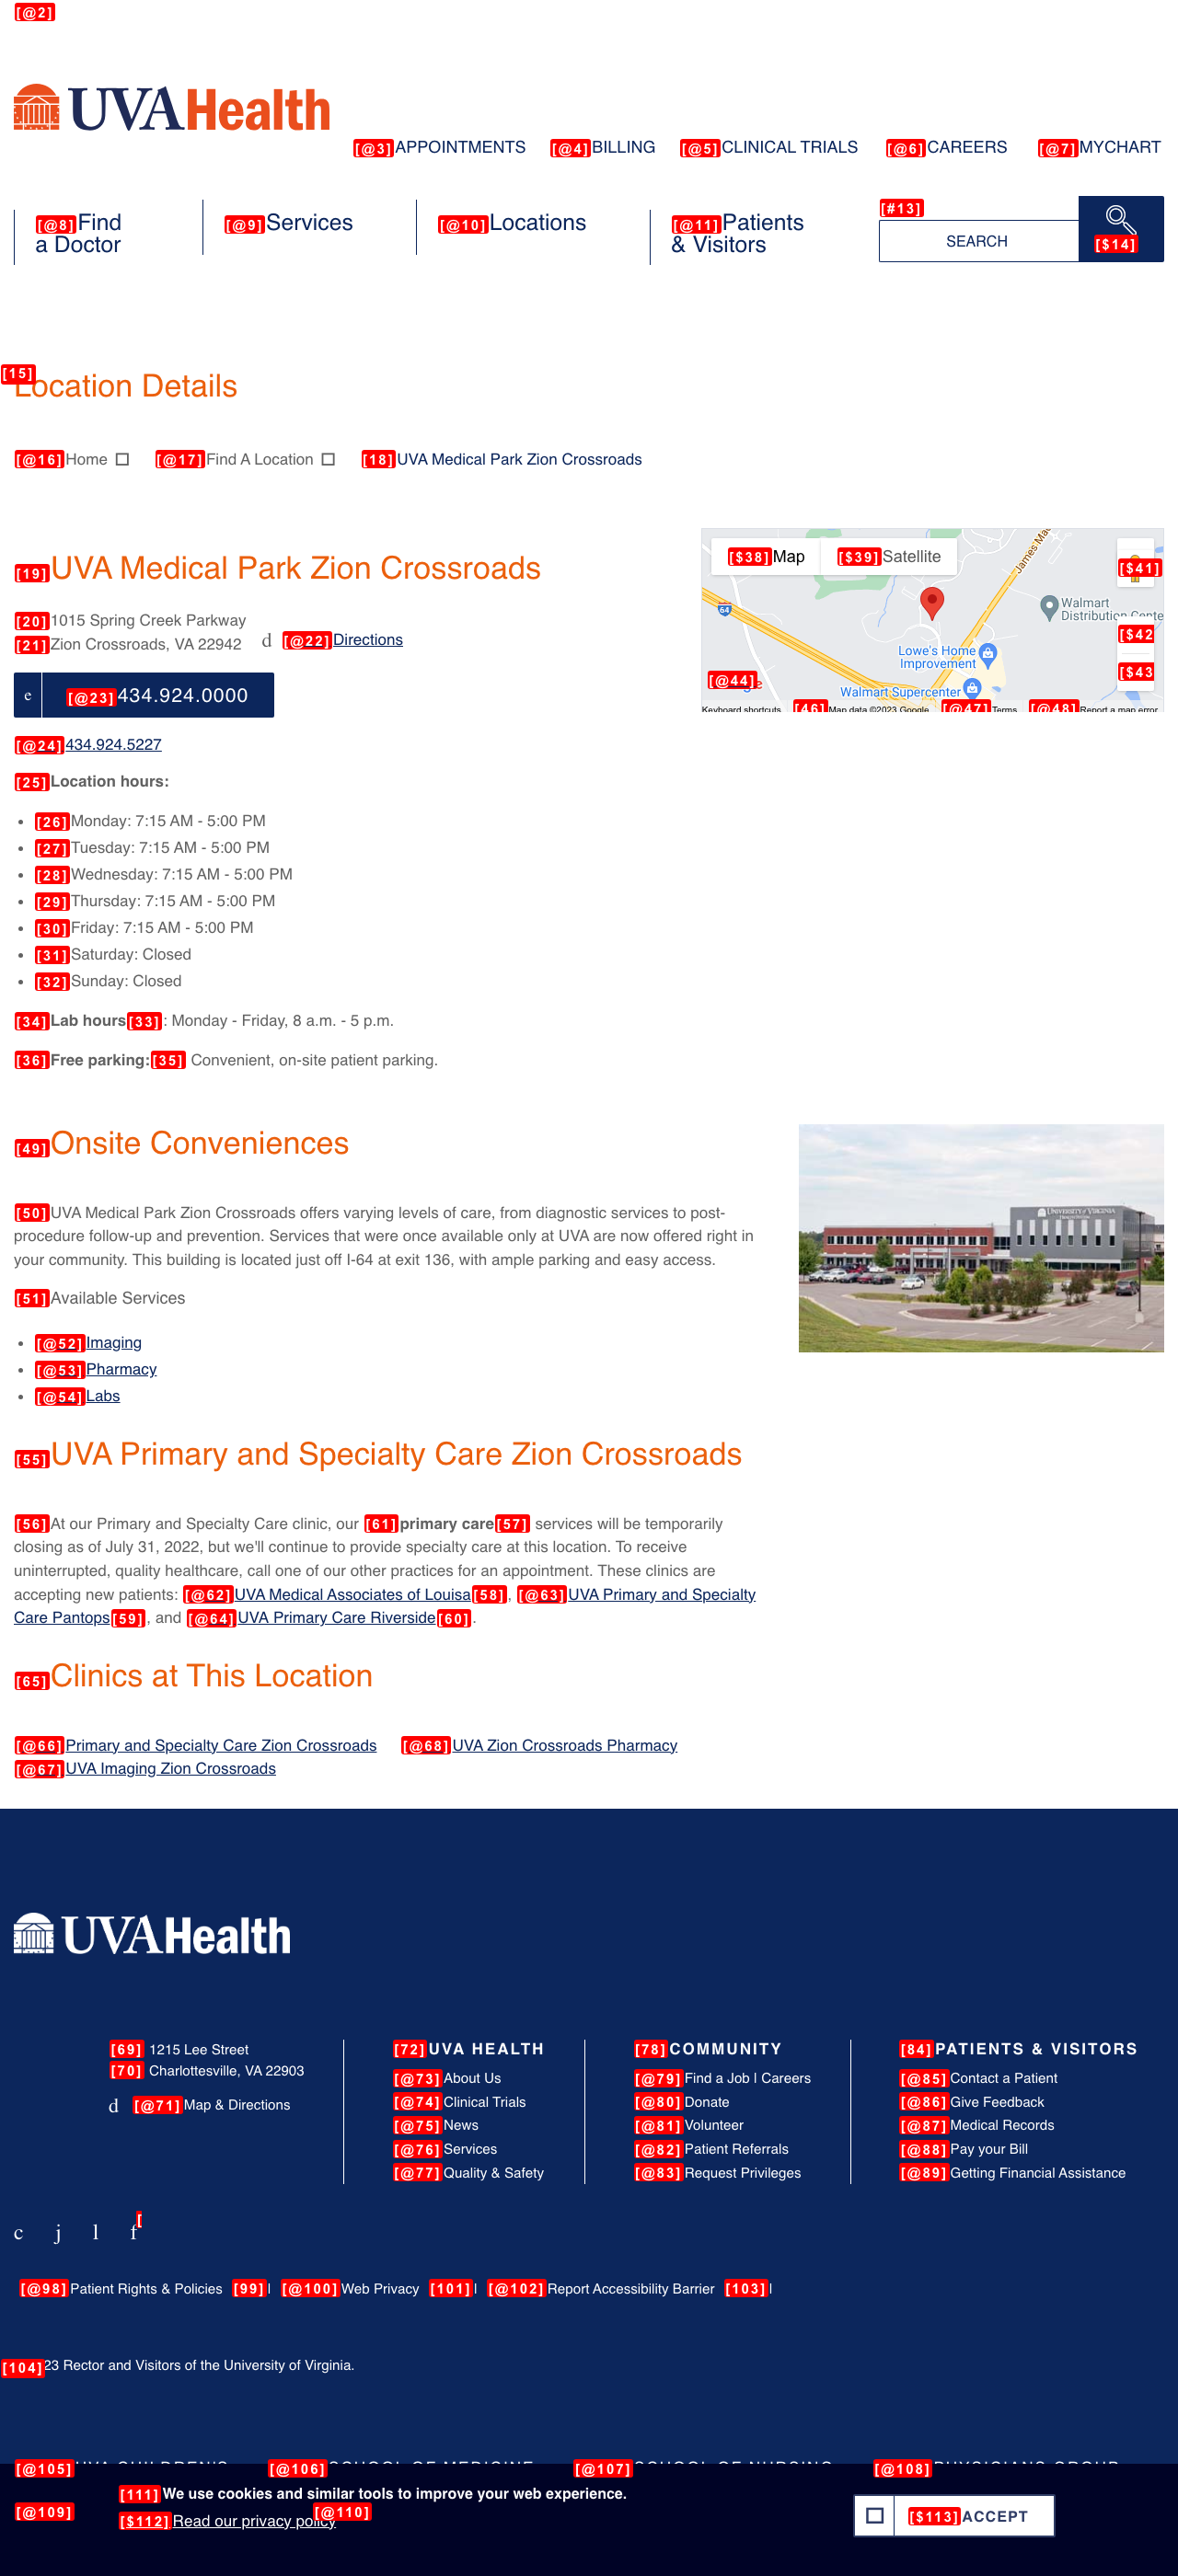 [@2]
UVAHealth
[@3]APPOINTMENTS [@4]BILLING [@5]CLINICAL TRIALS [@6]CAREERS [@7]MYCHART
[@8]Find
a Doctor
[@9]Services
[@10]Locations
[@11]Patients
& Visitors
[#13]
SEARCH
[$14]
[15]
Location Details
[@16]Home [@17]Find A Location [18]UVA Medical Park Zion Crossroads
[19]UVA Medical Park Zion Crossroads
[20]1015 Spring Creek Parkway
[21]Zion Crossroads, VA 22942 d [@22]Directions
e [@23]434.924.0000
[@24]434.924.5227
[25]Location hours:
• [26]Monday: 7:15 AM - 5:00 PM
• [27]Tuesday: 7:15 AM - 5:00 PM
• [28]Wednesday: 7:15 AM - 5:00 PM
• [29]Thursday: 7:15 AM - 5:00 PM
• [30]Friday: 7:15 AM - 5:00 PM
• [31]Saturday: Closed
• [32]Sunday: Closed
[34]Lab hours[33]: Monday - Friday, 8 a.m. - 5 p.m.
[36]Free parking:[35] Convenient, on-site patient parking.
[$38]Map [$39]Satellite
[$41]
James Ma
64
Walmart
Distribution Cente
[$42
Lowe's Home
Improvement
[$43
[@44]
Walmart Supercenter
Keyboard shortcuts [46]Map data ©2023 Google [@47]Terms [@48]Report a map error
[49]Onsite Conveniences
[50]UVA Medical Park Zion Crossroads offers varying levels of care, from diagnostic services to post-
procedure follow-up and prevention. Services that were once available only at UVA are now offered right in
your community. This building is located just off I-64 at exit 136, with ample parking and easy access.
UNIVERSITY of VIRGINIA
[51]Available Services
• [@52]Imaging
• [@53]Pharmacy
• [@54]Labs
[55]UVA Primary and Specialty Care Zion Crossroads
[56]At our Primary and Specialty Care clinic, our [61]primary care[57] services will be temporarily
closing as of July 31, 2022, but we'll continue to provide specialty care at this location. To receive
uninterrupted, quality healthcare, call one of our other practices for an appointment. These clinics are
accepting new patients: [@62]UVA Medical Associates of Louisa[58], [@63]UVA Primary and Specialty
Care Pantops[59], and [@64]UVA Primary Care Riverside[60].
[65]Clinics at This Location
[@66]Primary and Specialty Care Zion Crossroads [@68]UVA Zion Crossroads Pharmacy
[@67]UVA Imaging Zion Crossroads
UVAHealth
[69] 1215 Lee Street
[70] Charlottesville, VA 22903
d [@71]Map & Directions
[72]UVA HEALTH
[@73]About Us
[@74]Clinical Trials
[@75]News
[@76]Services
[@77]Quality & Safety
[78]COMMUNITY
[@79]Find a Job | Careers
[@80]Donate
[@81]Volunteer
[@82]Patient Referrals
[@83]Request Privileges
[84]PATIENTS & VISITORS
[@85]Contact a Patient
[@86]Give Feedback
[@87]Medical Records
[@88]Pay your Bill
[@89]Getting Financial Assistance
c j l f [
[@98]Patient Rights & Policies [99]| [@100]Web Privacy [101]| [@102]Report Accessibility Barrier [103]|
[104]23 Rector and Visitors of the University of Virginia.
[@105]UVA CHILDREN'S [@106]SCHOOL OF MEDICINE [@107]SCHOOL OF NURSING [@108]PHYSICIANS GROUP
[111]We use cookies and similar tools to improve your web experience.
[@109] [@110]
[$112]Read our privacy policy
[$113]ACCEPT